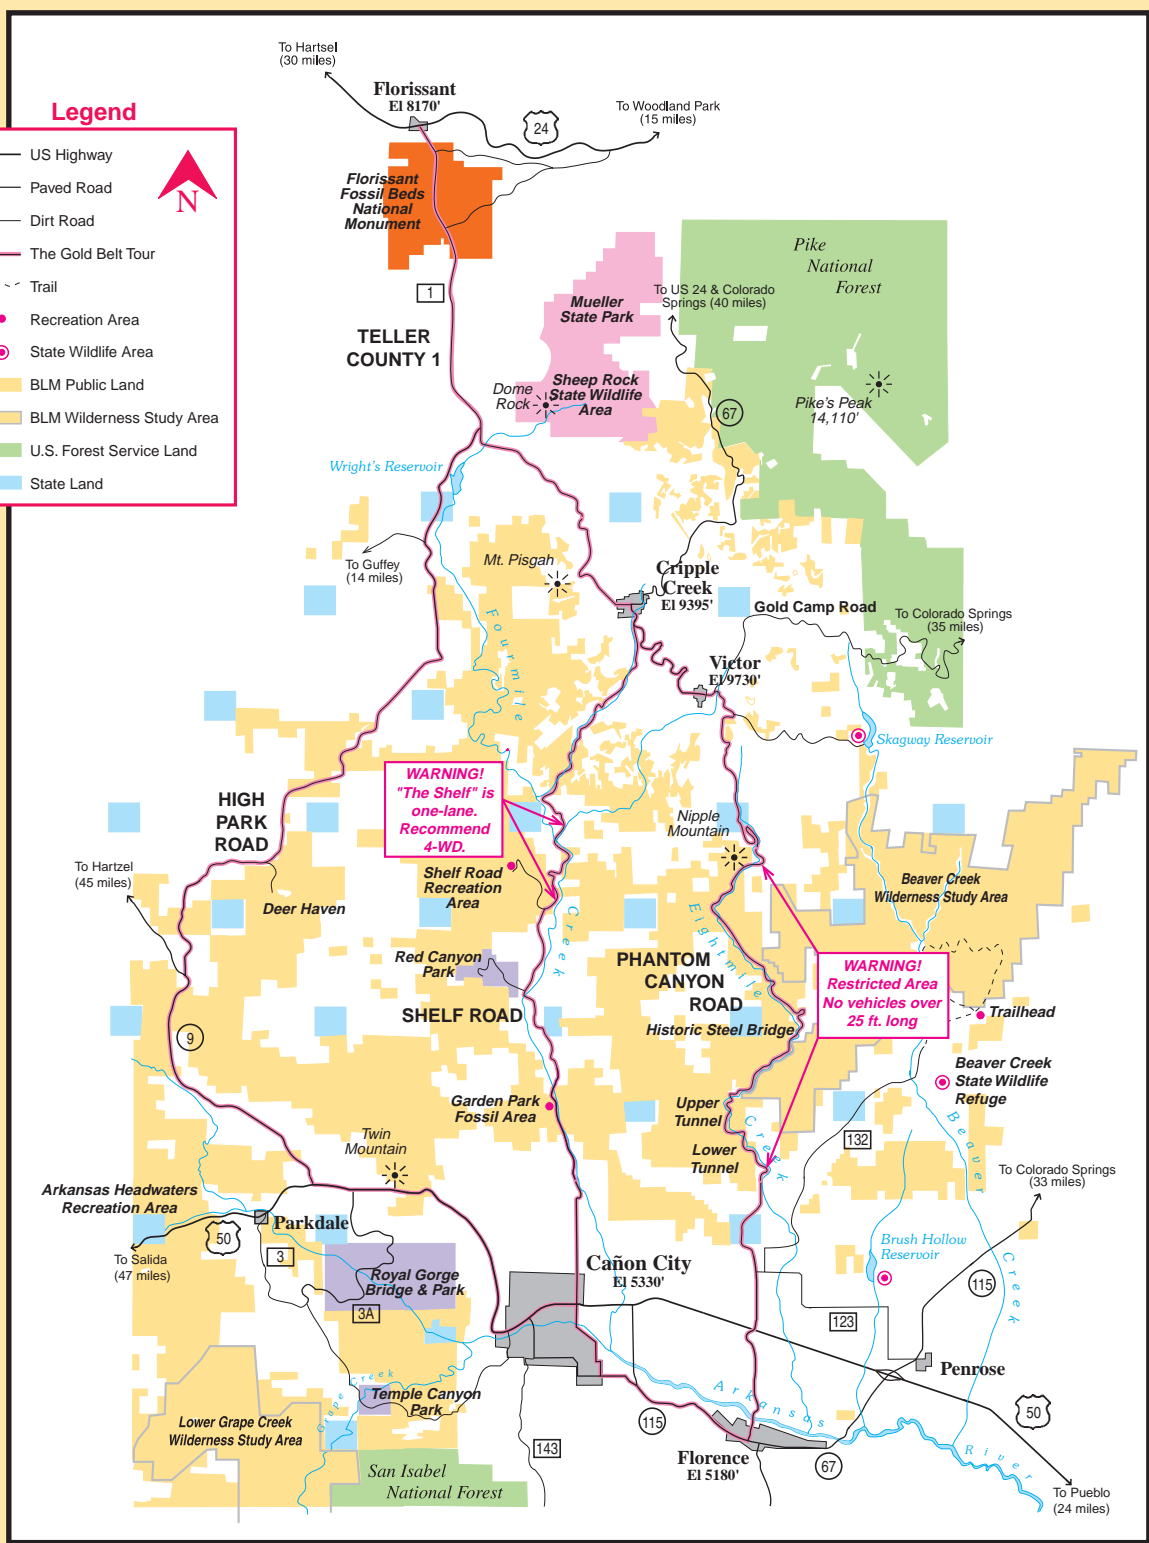 To Hartsel
(30 miles)
Florissant
El 8170'
24
To Woodland Park
(15 miles)
Legend
US Highway
Paved Road
Dirt Road
The Gold Belt Tour
Trail
Recreation Area
State Wildlife Area
BLM Public Land
BLM Wilderness Study Area
U.S. Forest Service Land
State Land
N
Florissant
Fossil Beds
National
Monument
1
TELLER
COUNTY 1
Mueller
State Park
To US 24 & Colorado
Springs (40 miles)
Pike
National
Forest
Dome
Rock
Sheep Rock
State Wildlife
Area
67
Pike's Peak
14,110'
Wright's Reservoir
To Guffey
(14 miles)
Mt. Pisgah
Cripple
Creek
El 9395'
Gold Camp Road
To Colorado Springs
(35 miles)
Fourmile
Victor
El 9730'
Skagway Reservoir
WARNING!
"The Shelf" is
one-lane.
Recommend
4-WD.
HIGH
PARK
ROAD
Nipple
Mountain
To Hartzel
(45 miles)
Deer Haven
Shelf Road
Recreation
Area
Creek
Beaver Creek
Wilderness Study Area
Eightmile
Red Canyon
Park
PHANTOM
CANYON
ROAD
WARNING!
Restricted Area
No vehicles over
25 ft. long
SHELF ROAD
Historic Steel Bridge
Trailhead
9
Beaver Creek
State Wildlife
Refuge
Garden Park
Fossil Area
Upper
Tunnel
Creek
Beaver
132
Twin
Mountain
Lower
Tunnel
To Colorado Springs
(33 miles)
Arkansas Headwaters
Recreation Area
Parkdale
50
3
To Salida
(47 miles)
Royal Gorge
Bridge & Park
3A
Cañon City
El 5330'
Brush Hollow
Reservoir
115
Creek
123
Penrose
Grape Creek
Temple Canyon
Park
Arkansas
115
50
Lower Grape Creek
Wilderness Study Area
143
Florence
El 5180'
67
River
San Isabel
National Forest
To Pueblo
(24 miles)